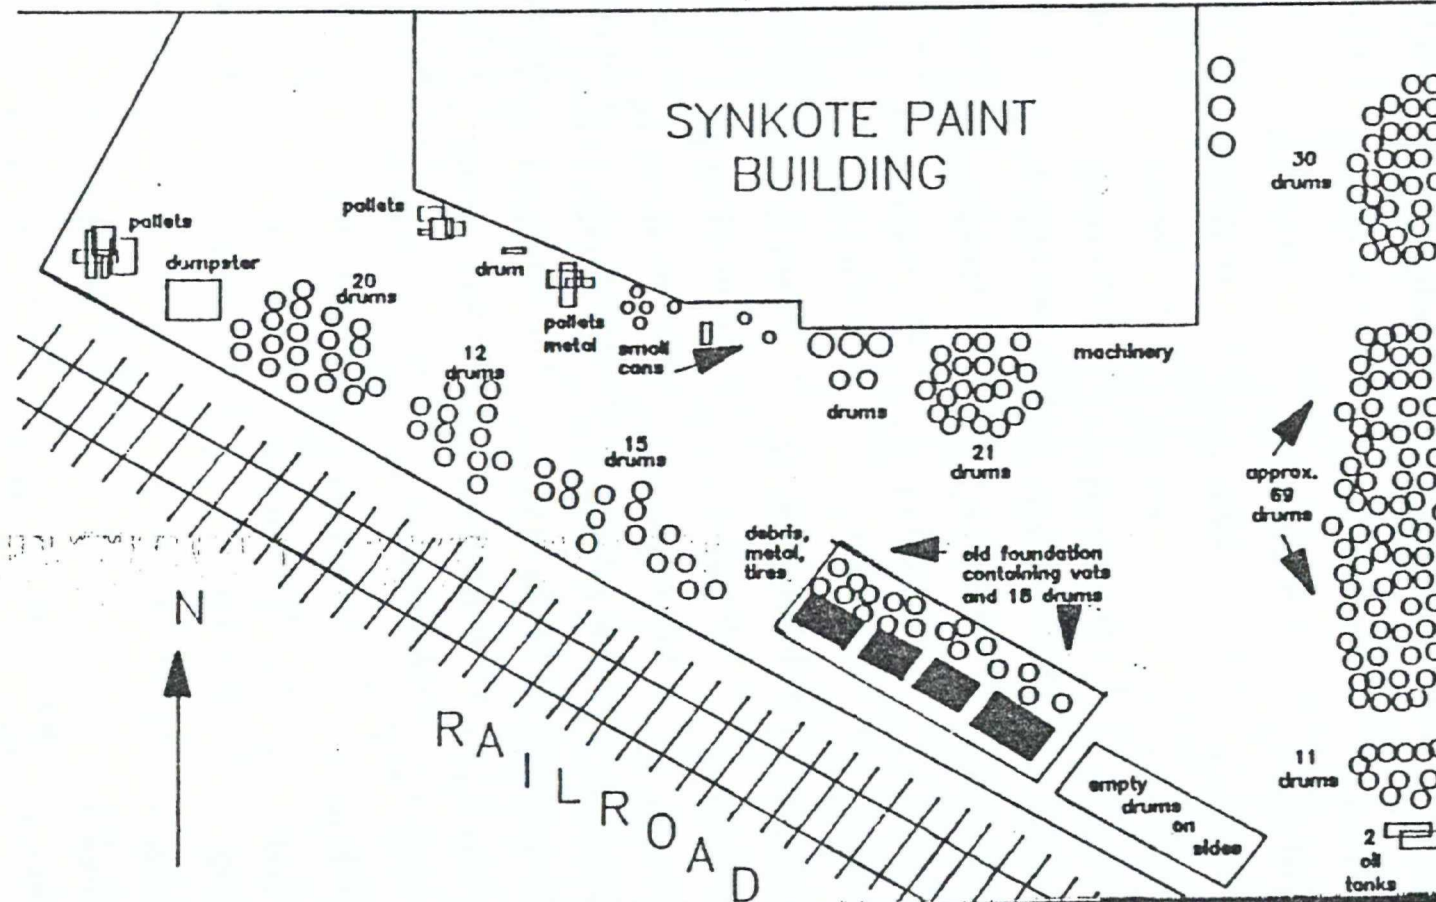 SYNKOTE PAINT
BUILDING
30
drums
pallets
pallets
dumpster
drum
20
drums
pallets
metal
small
cans
machinery
12
drums
drums
15
drums
21
drums
approx.
69
drums
debris,
metal,
tires
old foundation
containing vats
and 18 drums
N
RAILROAD
11
drums
empty
drums
on
sides
2
oil
tanks